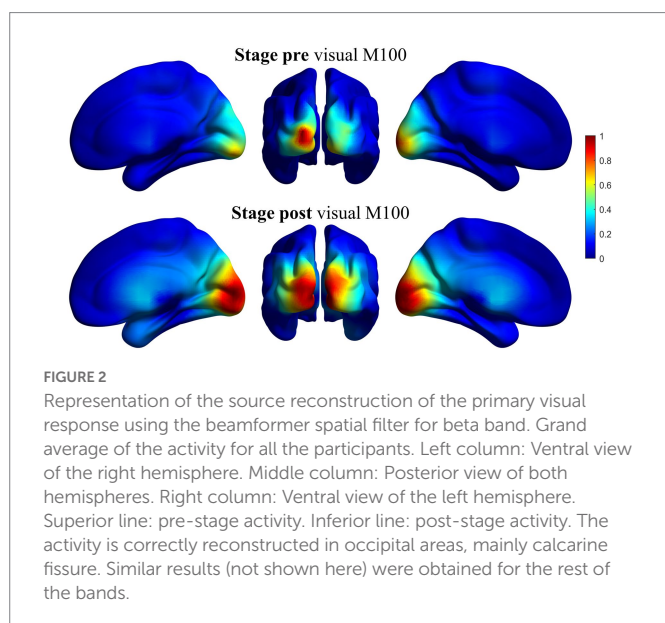 Stage pre visual M100
1
0.8
0.6
0.4
0.2
0
Stage post visual M100
FIGURE 2
Representation of the source reconstruction of the primary visual
response using the beamformer spatial filter for beta band. Grand
average of the activity for all the participants. Left column: Ventral view
of the right hemisphere. Middle column: Posterior view of both
hemispheres. Right column: Ventral view of the left hemisphere.
Superior line: pre-stage activity. Inferior line: post-stage activity. The
activity is correctly reconstructed in occipital areas, mainly calcarine
fissure. Similar results (not shown here) were obtained for the rest of
the bands.